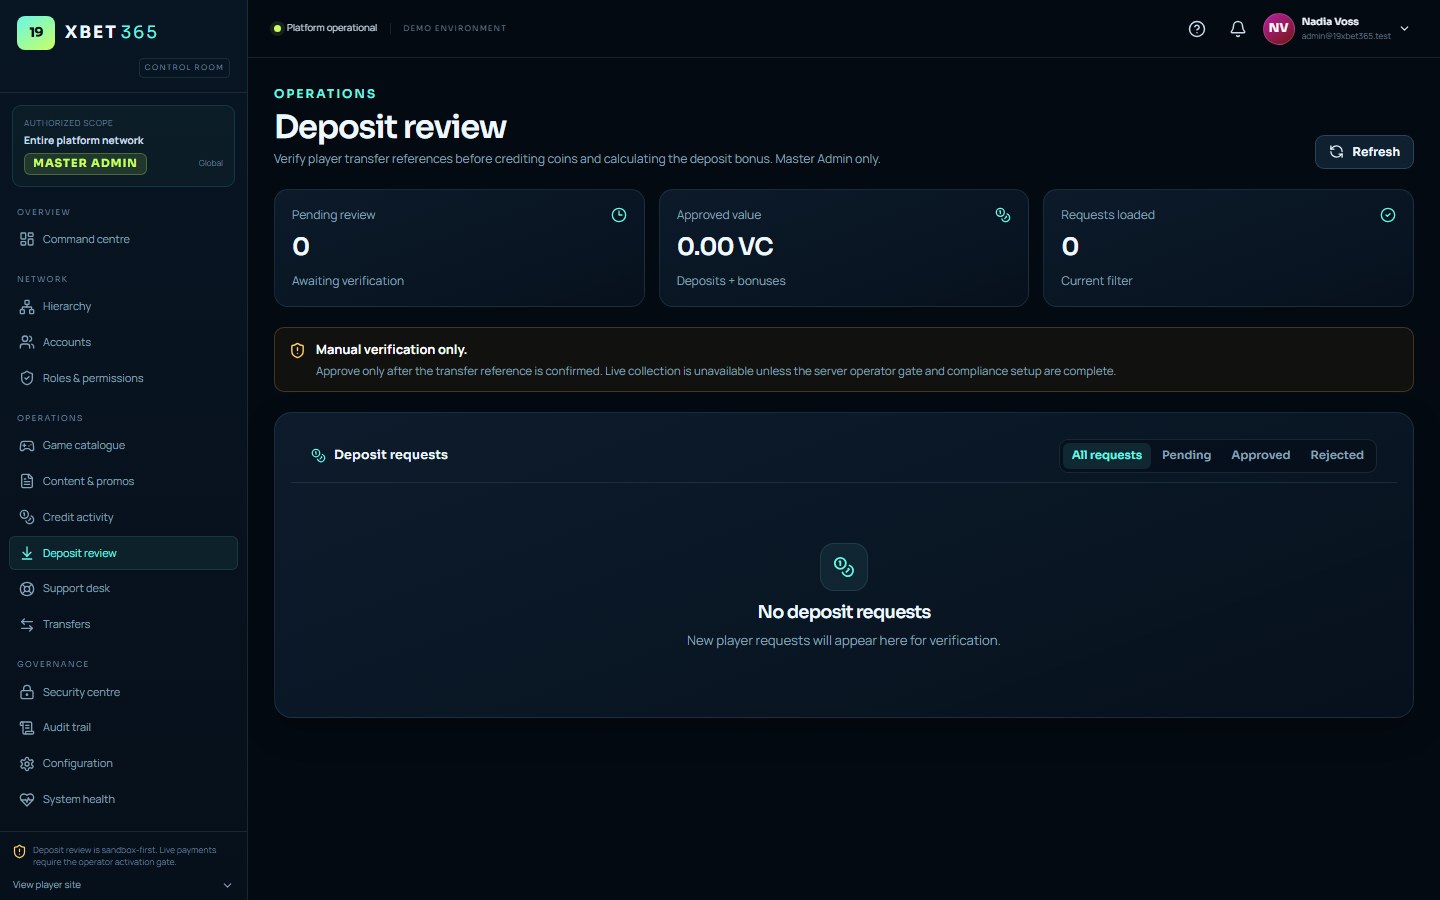 19 XBET 365
CONTROL ROOM
AUTHORIZED SCOPE
Entire platform network
MASTER ADMIN Global
OVERVIEW
Command centre
NETWORK
Hierarchy
Accounts
Roles & permissions
OPERATIONS
Game catalogue
Content & promos
Credit activity
Deposit review
Support desk
Transfers
GOVERNANCE
Security centre
Audit trail
Configuration
System health
Deposit review is sandbox-first. Live payments
require the operator activation gate.
View player site
Platform operational DEMO ENVIRONMENT
NV Nadia Voss
admin@19xbet365.test
OPERATIONS
Deposit review
Verify player transfer references before crediting coins and calculating the deposit bonus. Master Admin only.
Refresh
Pending review
0
Awaiting verification
Approved value
0.00 VC
Deposits + bonuses
Requests loaded
0
Current filter
Manual verification only.
Approve only after the transfer reference is confirmed. Live collection is unavailable unless the server operator gate and compliance setup are complete.
Deposit requests
All requests Pending Approved Rejected
No deposit requests
New player requests will appear here for verification.